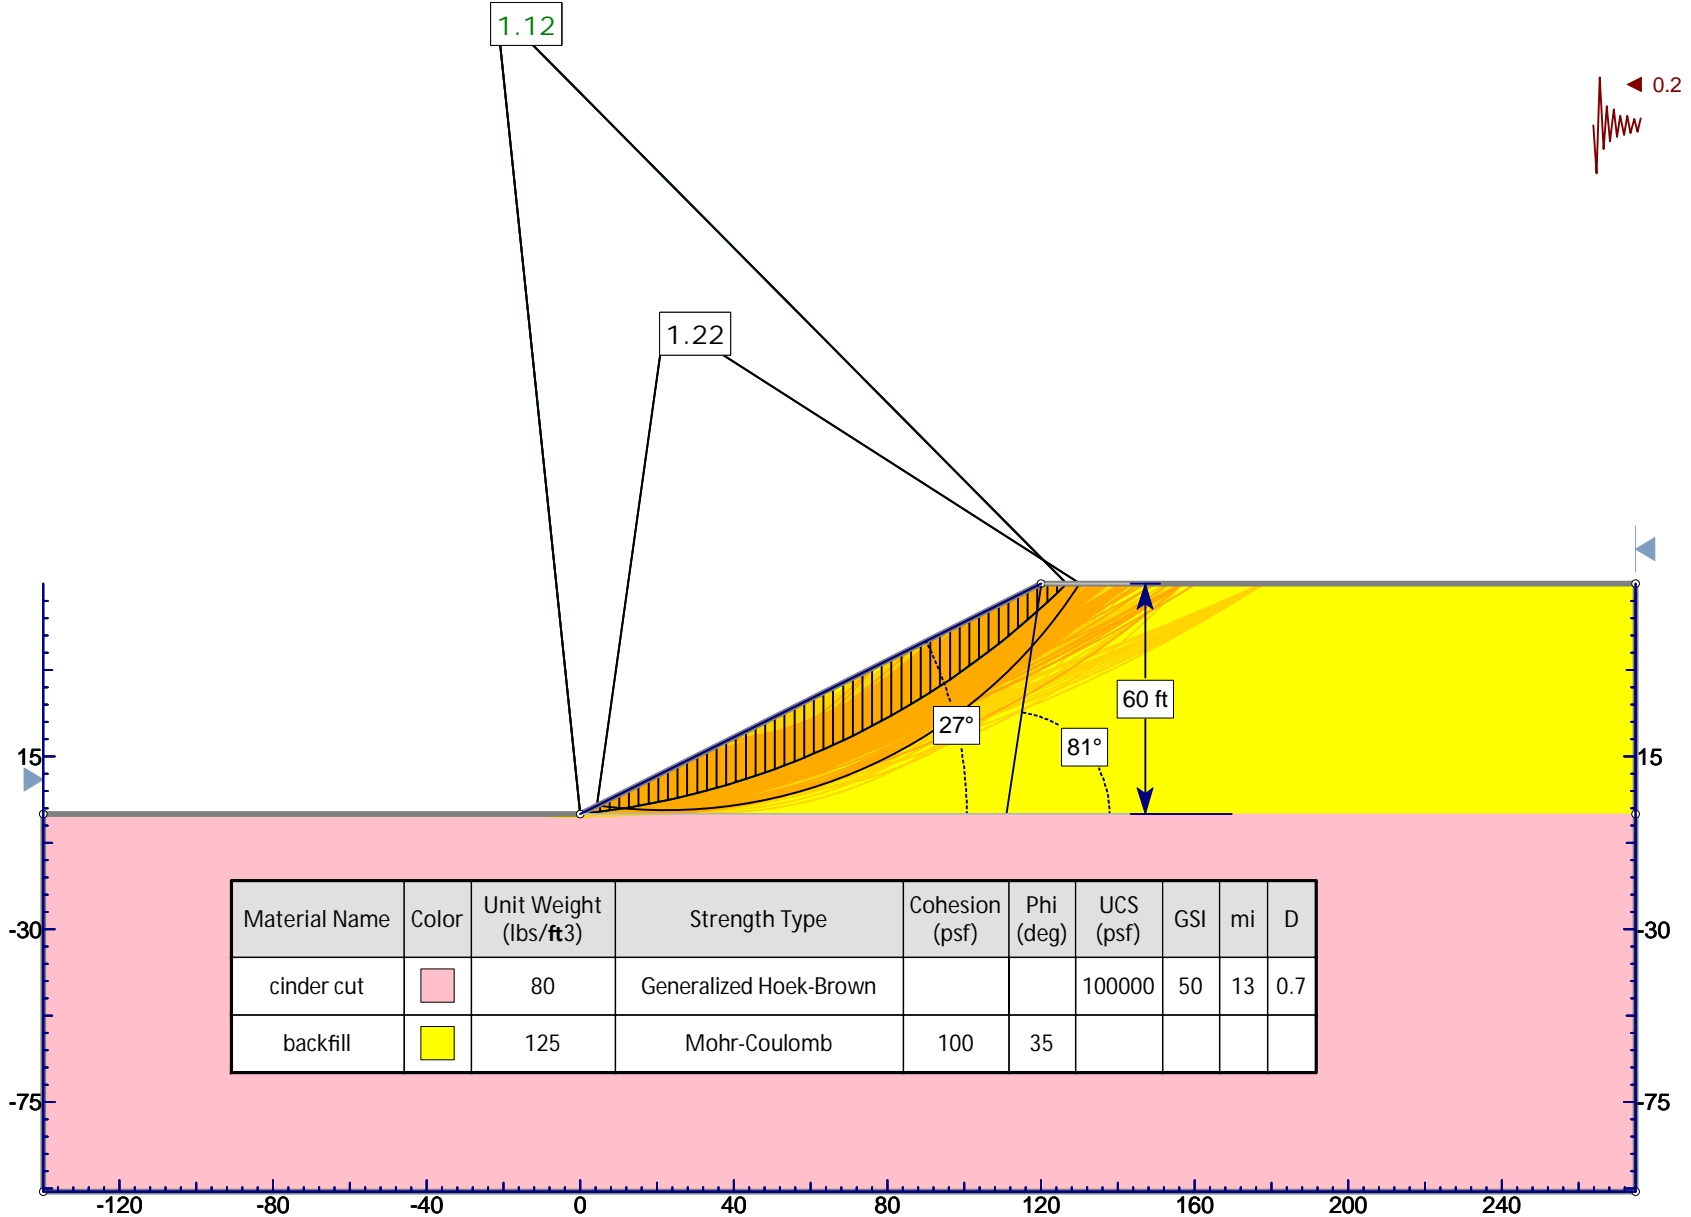 1.12
0.2
1.22
60 ft
27°
81°
15
15
Material Name Color Unit Weight (lbs/ft3) Strength Type Cohesion (psf) Phi (deg) UCS (psf) GSI mi D
cinder cut 80 Generalized Hoek-Brown 100000 50 13 0.7
backfill 125 Mohr-Coulomb 100 35
-30
-30
-75
-75
-120 -80 -40 0 40 80 120 160 200 240